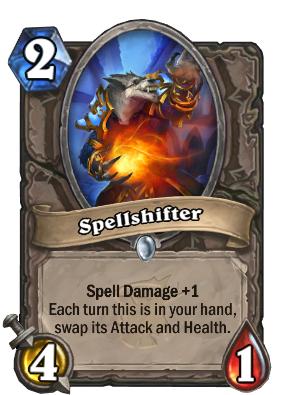 2
Spellshifter
Spell Damage +1
Each turn this is in your hand,
swap its Attack and Health.
4 1